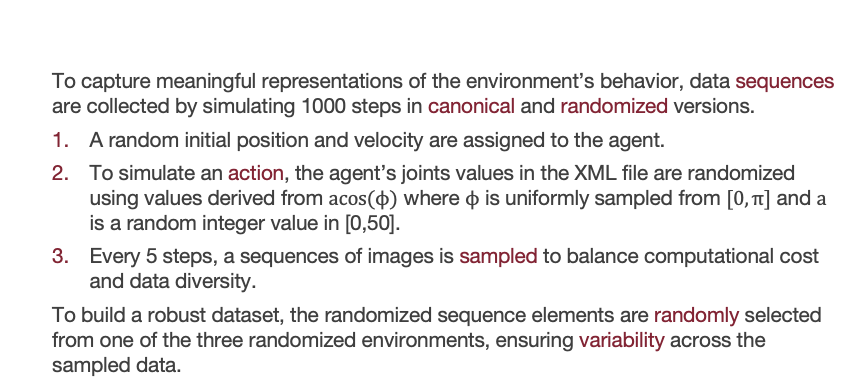 To capture meaningful representations of the environment’s behavior, data sequences
are collected by simulating 1000 steps in canonical and randomized versions.
1. A random initial position and velocity are assigned to the agent.
2. To simulate an action, the agent’s joints values in the XML file are randomized
using values derived from acos(ϕ) where ϕ is uniformly sampled from [0, π] and a
is a random integer value in [0,50].
3. Every 5 steps, a sequences of images is sampled to balance computational cost
and data diversity.
To build a robust dataset, the randomized sequence elements are randomly selected
from one of the three randomized environments, ensuring variability across the
sampled data.